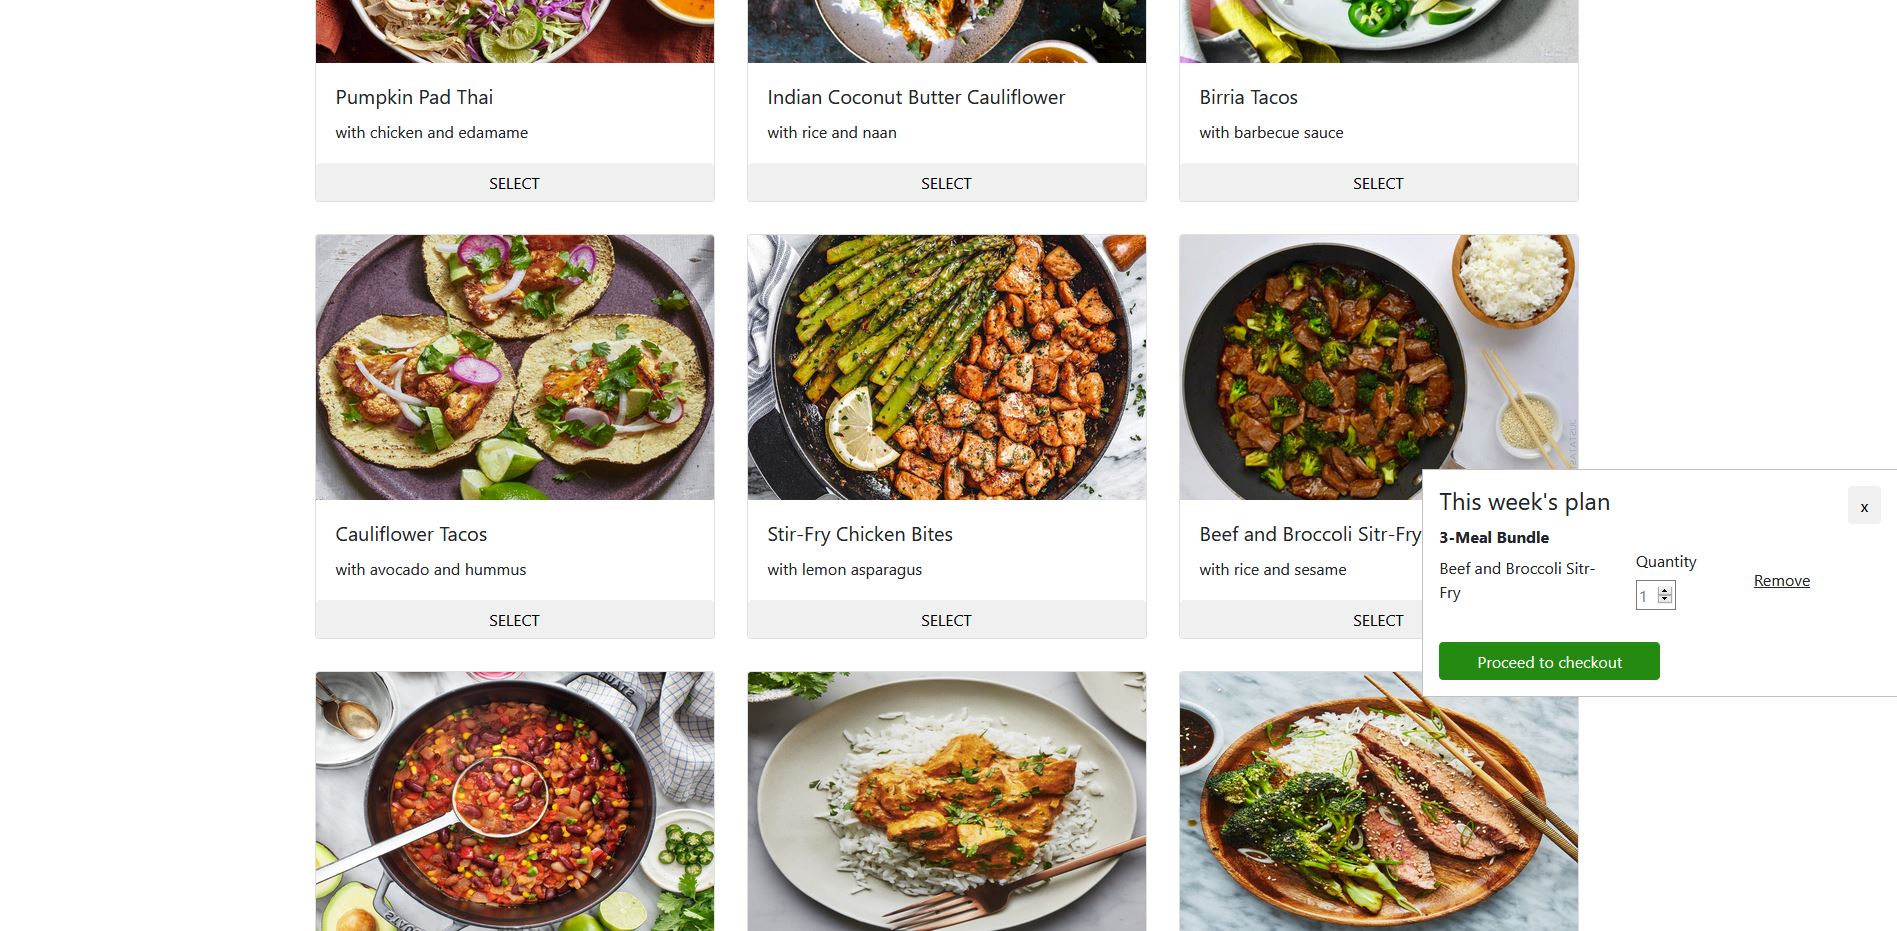 Pumpkin Pad Thai
with chicken and edamame
SELECT
Indian Coconut Butter Cauliflower
with rice and naan
SELECT
Birria Tacos
with barbecue sauce
SELECT
Cauliflower Tacos
with avocado and hummus
SELECT
Stir-Fry Chicken Bites
with lemon asparagus
SELECT
Beef and Broccoli Sitr-Fry
with rice and sesame
SELECT
This week's plan
x
3-Meal Bundle
Beef and Broccoli Sitr-
Fry
Quantity
1
Remove
Proceed to checkout
STAUB